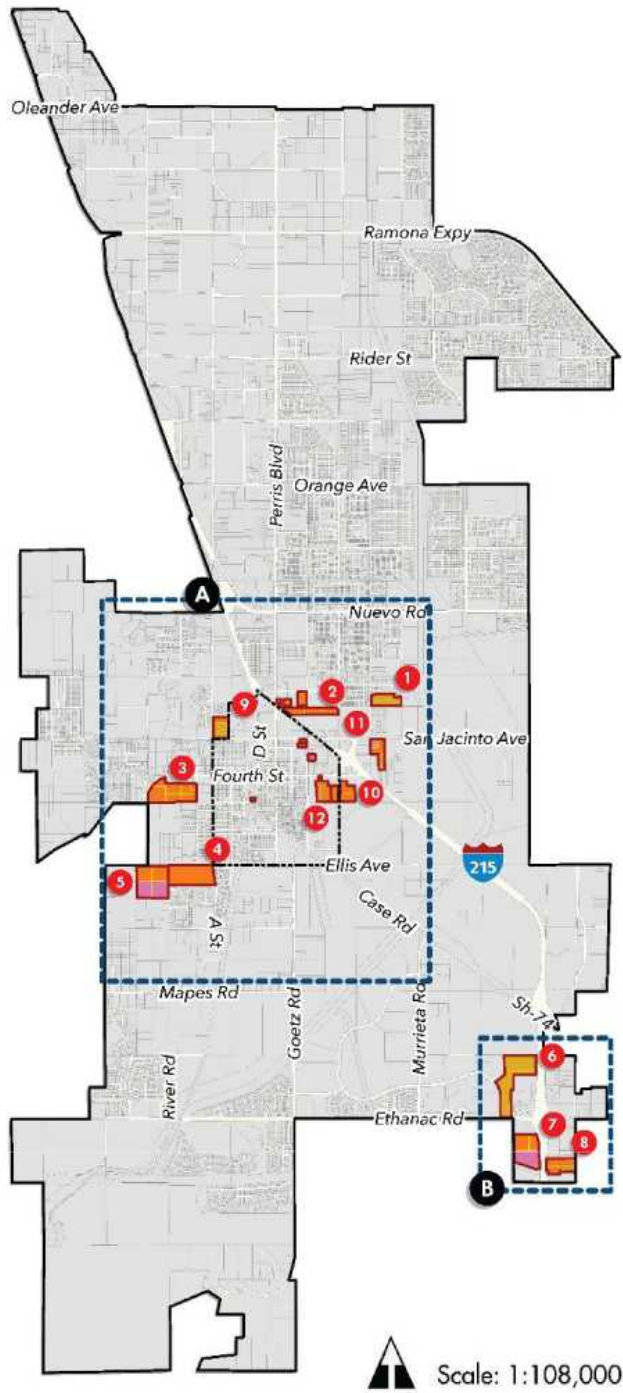 Oleander Ave
Ramona Expy
Rider St
Perris Blvd
Orange Ave
A
Nuevo Rd
1
2
9
11
D St
San Jacinto Ave
3
Fourth St
10
12
4
Ellis Ave
215
5
Case Rd
A St
Mapes Rd
Goetz Rd
Murrieta Rd
Sh-74
6
River Rd
Ethanac Rd
7
8
B
Scale: 1:108,000